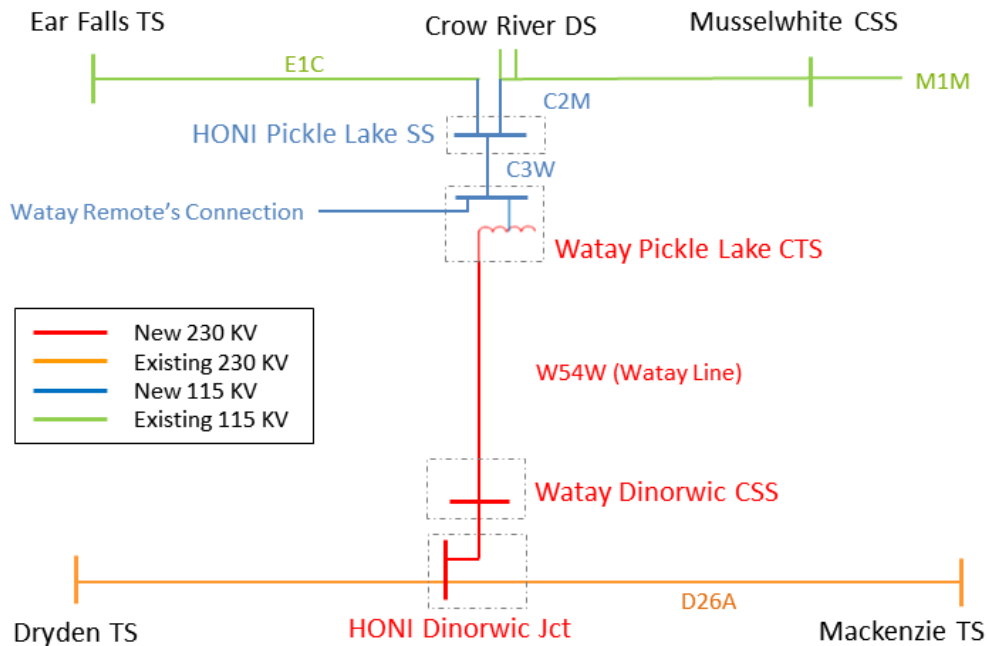 Ear Falls TS
Crow River DS
Musselwhite CSS
E1C
M1M
C2M
HONI Pickle Lake SS
C3W
Watay Remote's Connection
Watay Pickle Lake CTS
New 230 KV
Existing 230 KV
New 115 KV
Existing 115 KV
W54W (Watay Line)
Watay Dinorwic CSS
D26A
Dryden TS
HONI Dinorwic Jct
Mackenzie TS